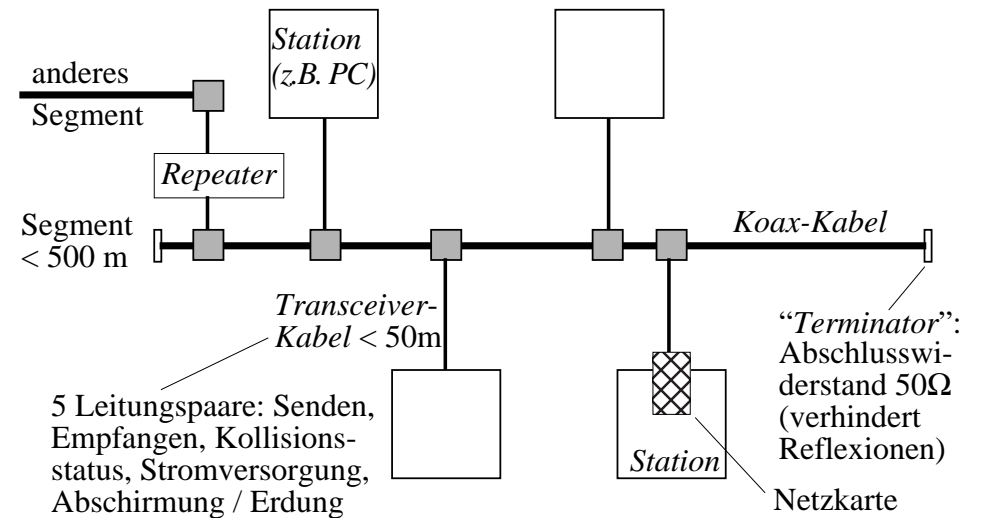 Station
(z.B. PC)
anderes
Segment
Repeater
Segment
< 500 m
Koax-Kabel
Transceiver-
Kabel < 50m
“Terminator”:
Abschlusswi-
derstand 50Ω
(verhindert
Reflexionen)
5 Leitungspaare: Senden,
Empfangen, Kollisions-
status, Stromversorgung,
Abschirmung / Erdung
Station
Netzkarte